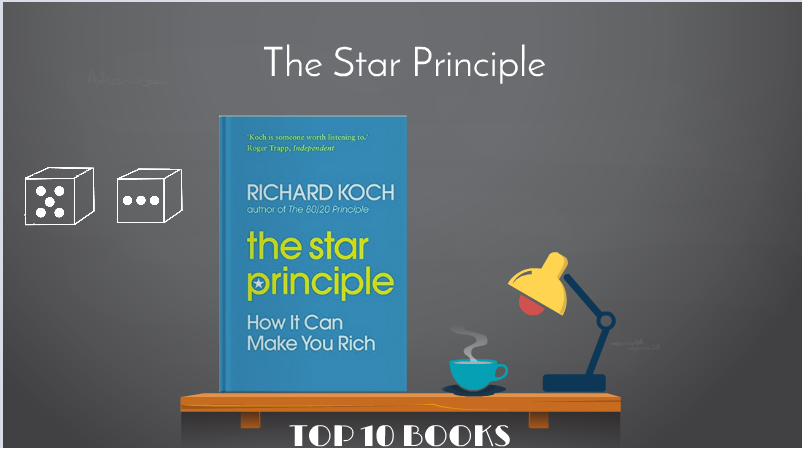 The Star Principle
'Koch is someone worth listening to.'
Roger Trapp, Independent
RICHARD KOCH
author of The 80/20 Principle
the star
principle
How It Can
Make You Rich
TOP 10 BOOKS